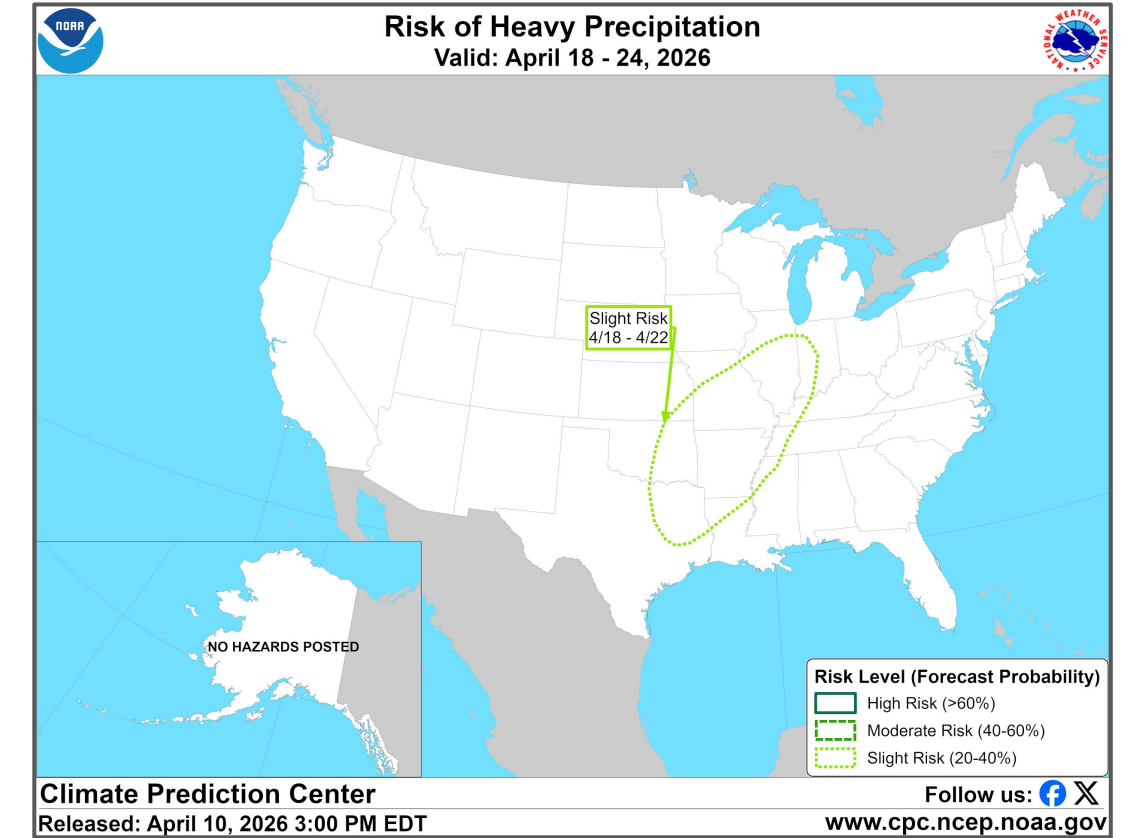 NOAA
Risk of Heavy Precipitation
Valid: April 18 - 24, 2026
NATIONAL WEATHER SERVICE
Slight Risk
4/18 - 4/22
NO HAZARDS POSTED
Risk Level (Forecast Probability)
High Risk (>60%)
Moderate Risk (40-60%)
Slight Risk (20-40%)
Climate Prediction Center
Follow us:
Released: April 10, 2026 3:00 PM EDT
www.cpc.ncep.noaa.gov